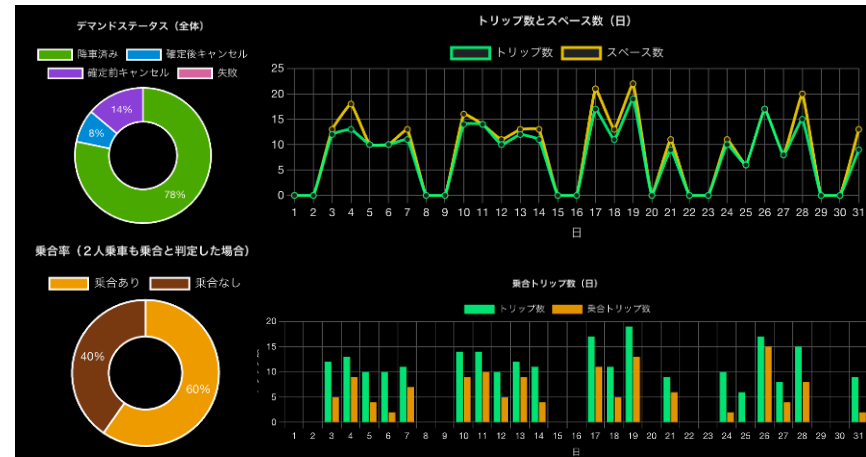 デマンドステータス（全体）
降車済み 確定後キャンセル
確定前キャンセル 失敗
14%
8%
78%
トリップ数とスペース数（日）
トリップ数 スペース数
25
20
15
10
5
0
1 2 3 4 5 6 7 8 9 10 11 12 13 14 15 16 17 18 19 20 21 22 23 24 25 26 27 28 29 30 31
日
乗合率（２人乗車も乗合と判定した場合）
乗合あり 乗合なし
40%
60%
乗合トリップ数（日）
トリップ数 乗合トリップ数
20
15
10
5
0
1 2 3 4 5 6 7 8 9 10 11 12 13 14 15 16 17 18 19 20 21 22 23 24 25 26 27 28 29 30 31
日